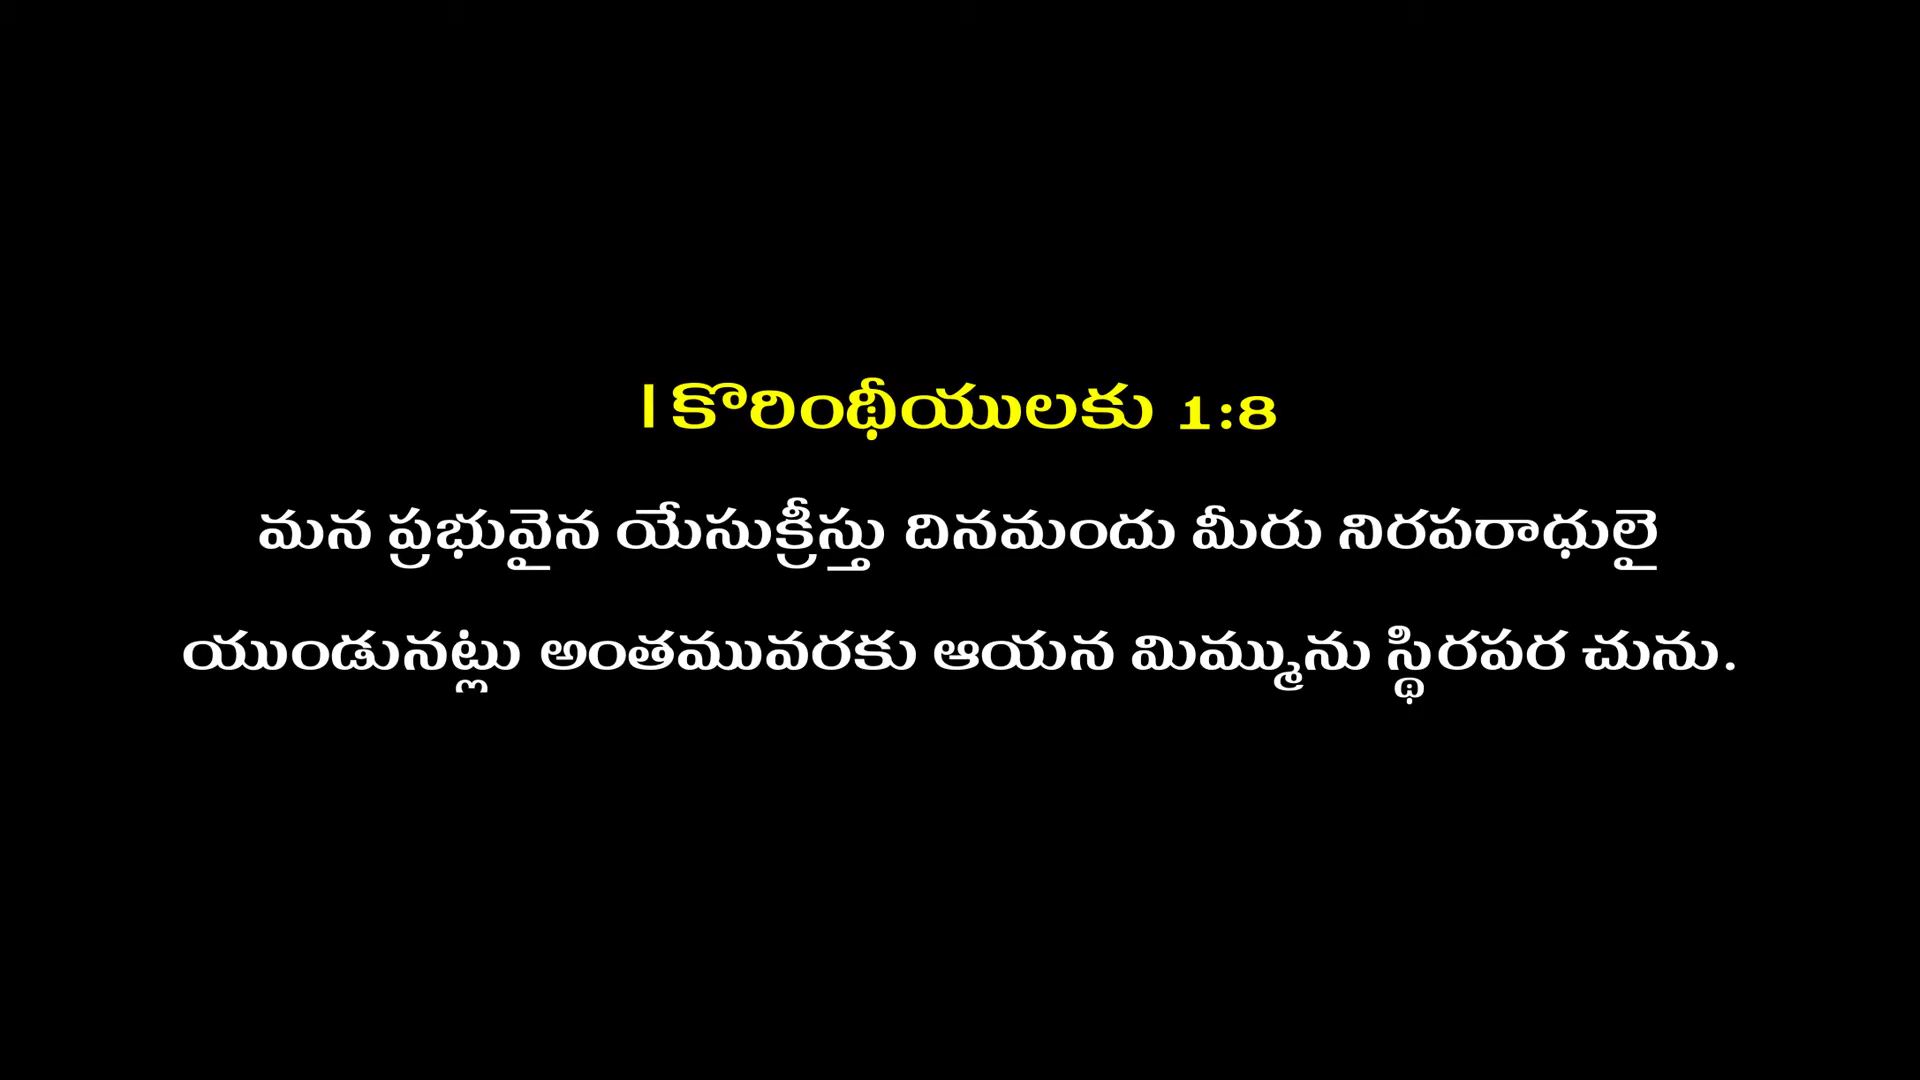 I కొరింథీయులకు 1:8
మన ప్రభువైన యేసుక్రీస్తు దినమందు మీరు నిరపరాధులై
యుండునట్లు అంతమువరకు ఆయన మిమ్మును స్థిరపర చును.